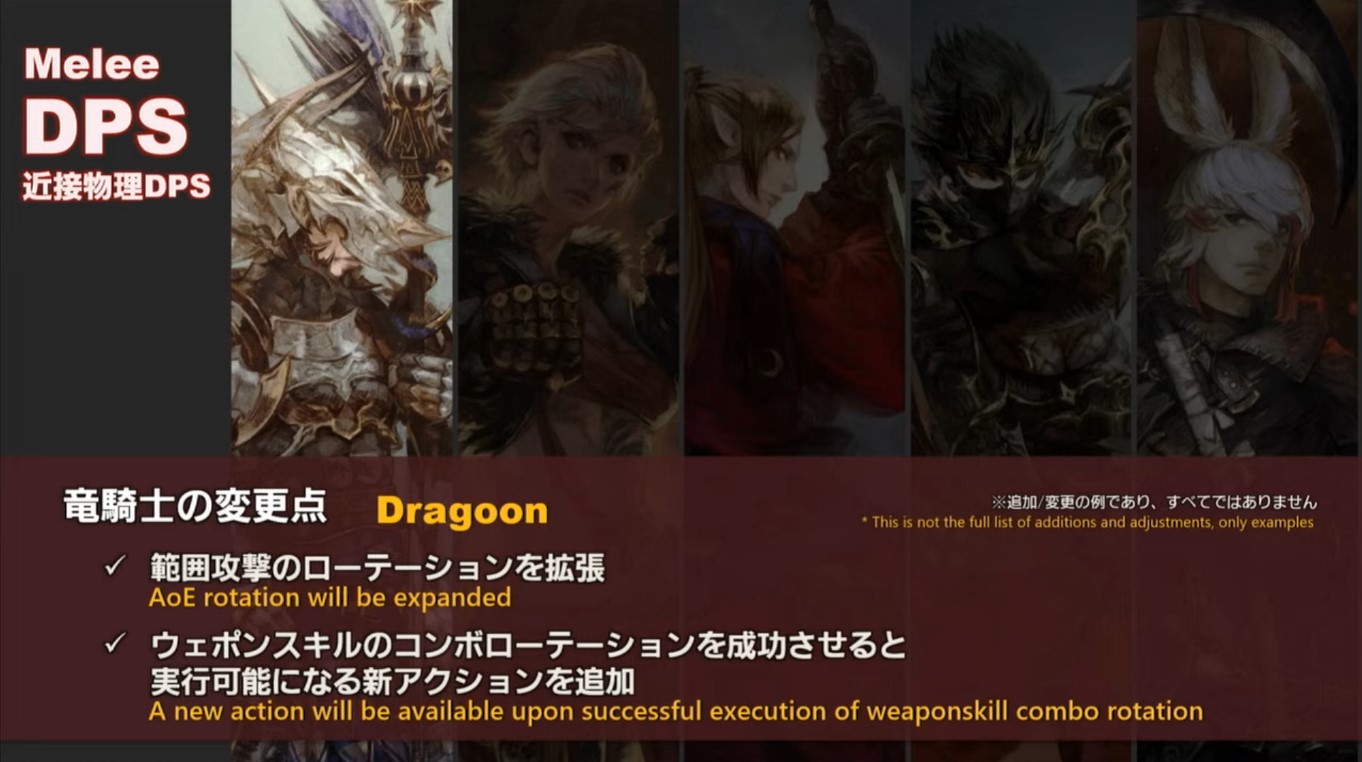 Melee
DPS
近接物理DPS
竜騎士の変更点 Dragoon
※追加/変更の例であり、すべてではありません
* This is not the full list of additions and adjustments, only examples
✓ 範囲攻撃のローテーションを拡張
AoE rotation will be expanded
✓ ウェポンスキルのコンボローテーションを成功させると
実行可能になる新アクションを追加
A new action will be available upon successful execution of weaponskill combo rotation